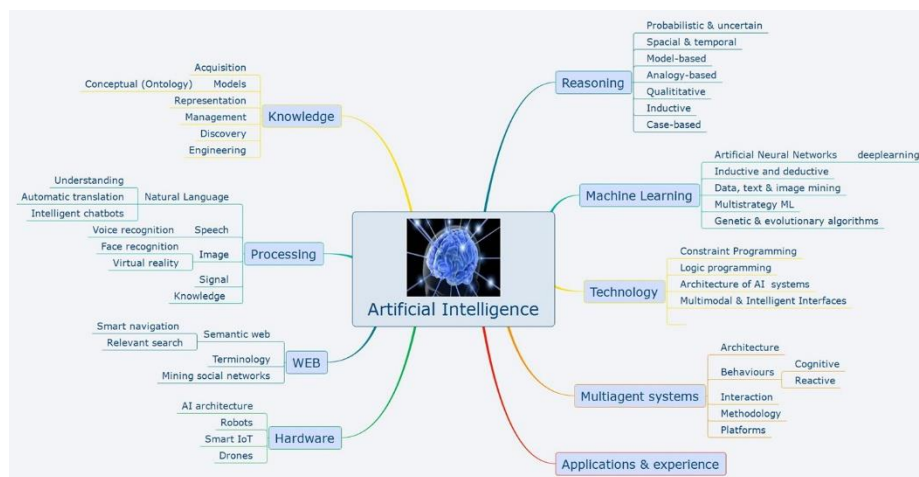 Artificial Intelligence
Knowledge
Acquisition
Models
Conceptual (Ontology)
Representation
Management
Discovery
Engineering
Processing
Natural Language
Understanding
Automatic translation
Intelligent chatbots
Speech
Voice recognition
Image
Face recognition
Virtual reality
Signal
Knowledge
WEB
Semantic web
Smart navigation
Relevant search
Terminology
Mining social networks
Hardware
AI architecture
Robots
Smart IoT
Drones
Reasoning
Probabilistic & uncertain
Spacial & temporal
Model-based
Analogy-based
Qualititative
Inductive
Case-based
Machine Learning
Artificial Neural Networks
deeplearning
Inductive and deductive
Data, text & image mining
Multistrategy ML
Genetic & evolutionary algorithms
Technology
Constraint Programming
Logic programming
Architecture of AI systems
Multimodal & Intelligent Interfaces
Multiagent systems
Architecture
Behaviours
Cognitive
Reactive
Interaction
Methodology
Platforms
Applications & experience